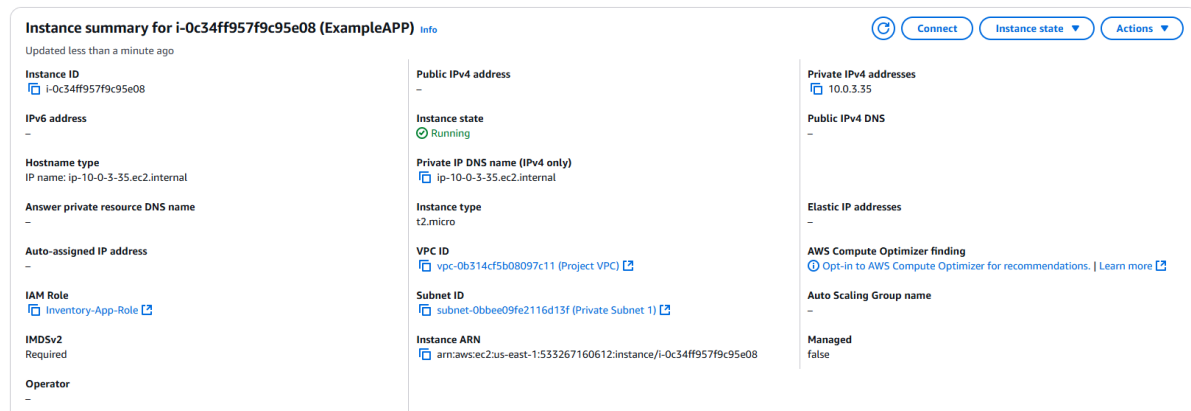 Instance summary for i-0c34ff957f9c95e08 (ExampleAPP) Info
Connect
Instance state
Actions
Updated less than a minute ago
Instance ID
i-0c34ff957f9c95e08
Public IPv4 address
–
Private IPv4 addresses
10.0.3.35
IPv6 address
–
Instance state
Running
Public IPv4 DNS
–
Hostname type
IP name: ip-10-0-3-35.ec2.internal
Private IP DNS name (IPv4 only)
ip-10-0-3-35.ec2.internal
Answer private resource DNS name
–
Instance type
t2.micro
Elastic IP addresses
–
Auto-assigned IP address
–
VPC ID
vpc-0b314cf5b08097c11 (Project VPC)
AWS Compute Optimizer finding
Opt-in to AWS Compute Optimizer for recommendations. | Learn more
IAM Role
Inventory-App-Role
Subnet ID
subnet-0bbee09fe2116d13f (Private Subnet 1)
Auto Scaling Group name
–
IMDSv2
Required
Instance ARN
arn:aws:ec2:us-east-1:533267160612:instance/i-0c34ff957f9c95e08
Managed
false
Operator
–